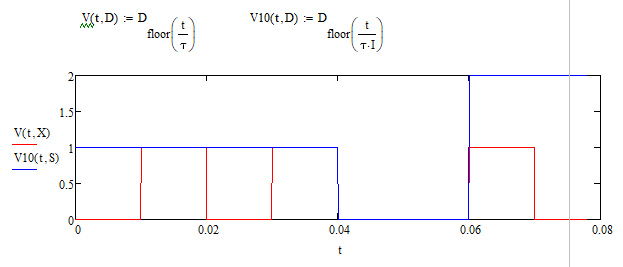 V(t,D) := D floor(t/τ) V10(t,D) := D floor(t/(τ·I))
2
1.5
V(t,X)
1
V10(t,S)
0.5
0
0 0.02 0.04 0.06 0.08
t